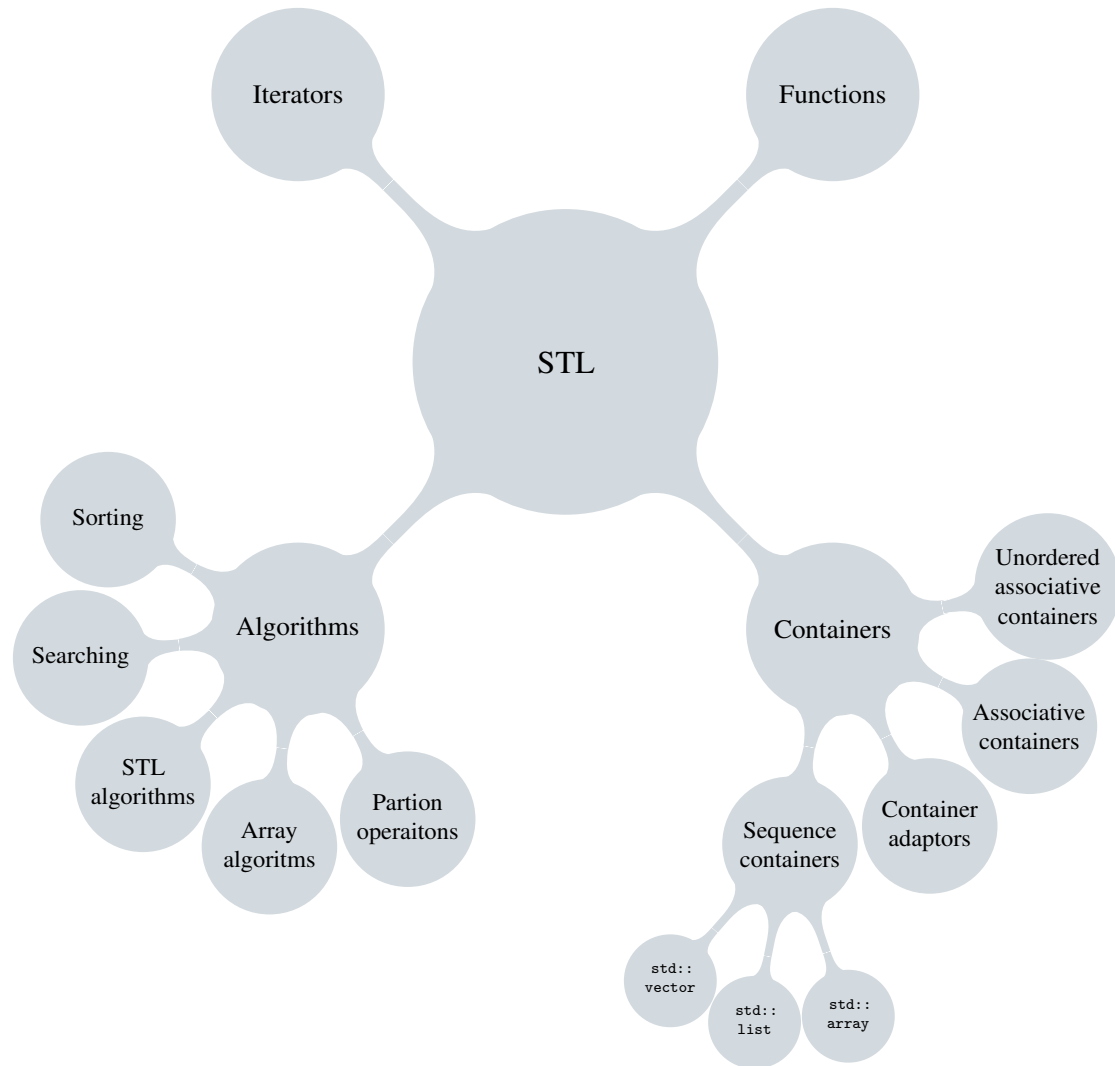 Iterators
Functions
STL
Sorting
Searching
STL
algorithms
Array
algoritms
Partion
operaitons
Algorithms
Containers
Unordered
associative
containers
Associative
containers
Container
adaptors
Sequence
containers
std::
vector
std::
list
std::
array